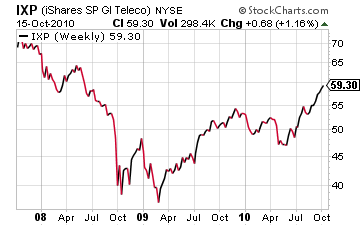 IXP (iShares SP Gl Teleco) NYSE
© StockCharts.com
15-Oct-2010 Cl 59.30 Vol 298.4K Chg +0.68 (+1.16%)
IXP (Weekly) 59.30
70
65
59.30
55
50
45
40
08 Apr Jul Oct 09 Apr Jul Oct 10 Apr Jul Oct